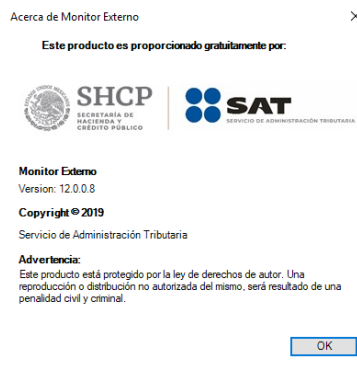 Acerca de Monitor Externo
Este producto es proporcionado gratuitamente por:
SHCP
SECRETARÍA DE
HACIENDA Y
CRÉDITO PÚBLICO
SAT
SERVICIO DE ADMINISTRACIÓN TRIBUTARIA
Monitor Externo
Version: 12.0.0.8
Copyright © 2019
Servicio de Administración Tributaria
Advertencia:
Este producto está protegido por la ley de derechos de autor. Una
reproducción o distribución no autorizada del mismo, será resultado de una
penalidad civil y criminal.
OK